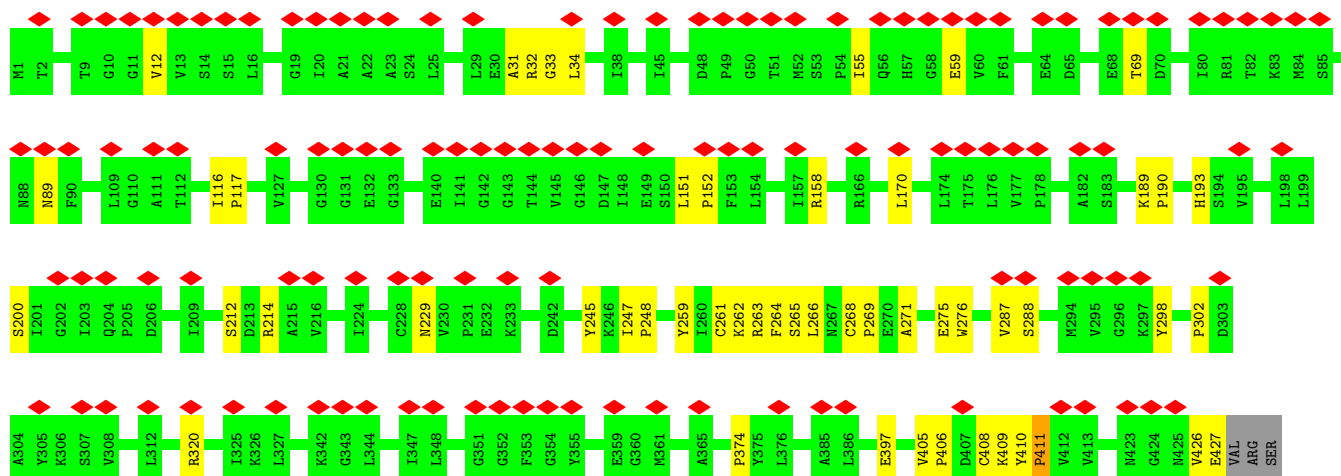 M1 T2 T9 G10 G11 V12 V13 S14 S15 L16 G19 I20 A21 A22 A23 S24 L25 L29 E30 A31 R32 G33 L34 I38 I45 D48 P49 G50 T51 M52 S53 P54 I55 Q56 H57 G58 E59 V60 F61 E64 D65 E68 T69 D70 I80 R81 T82 K83 M84 S85
N88 N89 F90 L109 G110 A111 T112 I116 P117 V127 G130 G131 E132 G133 E140 I141 G142 G143 T144 V145 G146 D147 I148 E149 S150 L151 P152 F153 L154 I157 R158 R166 L170 L174 T175 L176 V177 P178 A182 S183 K189 P190 H193 S194 V195 L198 L199
S200 I201 G202 I203 Q204 P205 D206 I209 S212 D213 R214 A215 V216 I224 C228 N229 V230 P231 E232 K233 D242 Y245 K246 I247 P248 Y259 I260 C261 K262 R263 F264 S265 L266 N267 C268 P269 E270 A271 E275 W276 V287 S288 M294 V295 G296 K297 Y298 P302 D303
A304 Y305 K306 S307 V308 L312 R320 I325 K326 L327 K342 G343 L344 I347 L348 G351 G352 F353 G354 Y355 E359 G360 M361 A365 P374 Y375 L376 A385 L386 E397 V405 P406 D407 C408 K409 Y410 P411 V412 V413 N423 G424 N425 V426 E427 VAL ARG SER